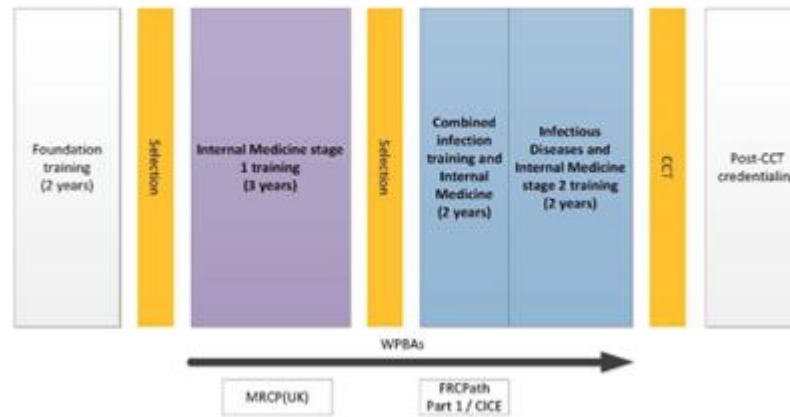 Foundation
training
(2 years)
Selection
Internal Medicine stage
1 training
(3 years)
Selection
Combined
infection
training and
Internal
Medicine
(2 years)
Infectious
Diseases and
Internal Medicine
stage 2 training
(2 years)
CCT
Post-CCT
credentialing
WPBAs
MRCP(UK)
FRCPath
Part 1 / CICE